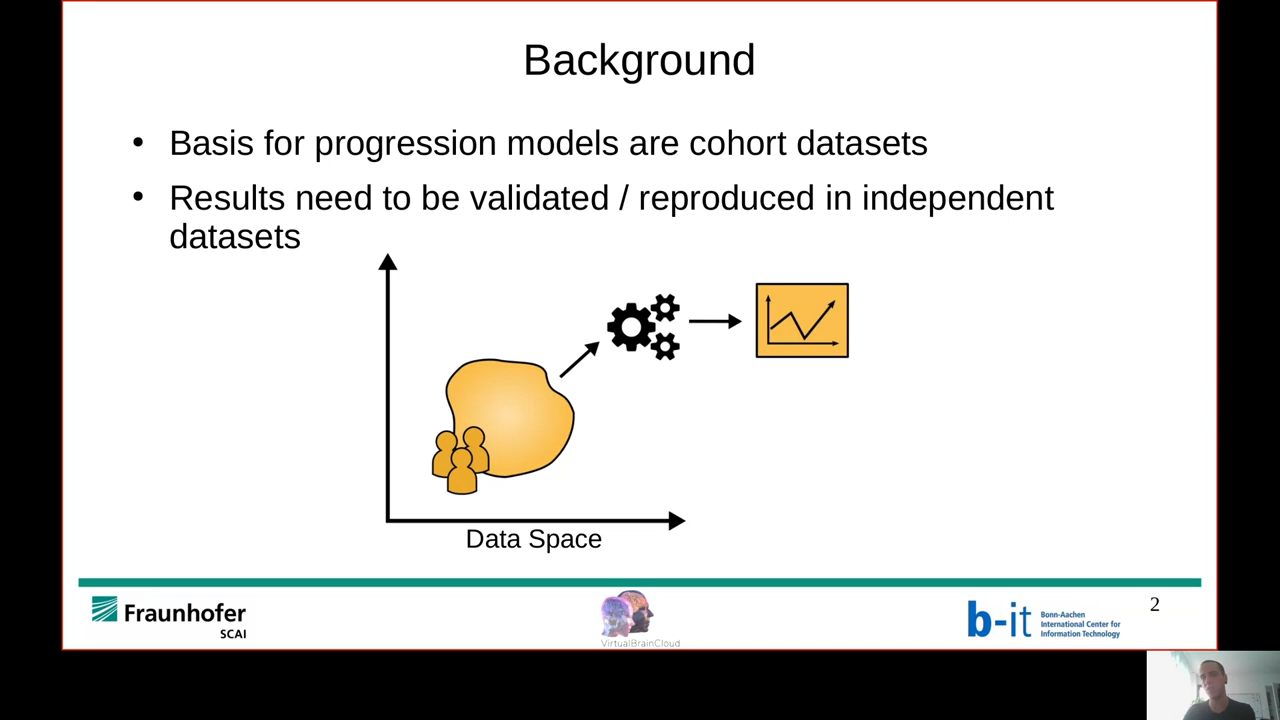 Background
• Basis for progression models are cohort datasets
• Results need to be validated / reproduced in independent
datasets
Data Space
Fraunhofer
SCAI
VirtualBrainCloud
b-it
Bonn-Aachen
International Center for
Information Technology
2